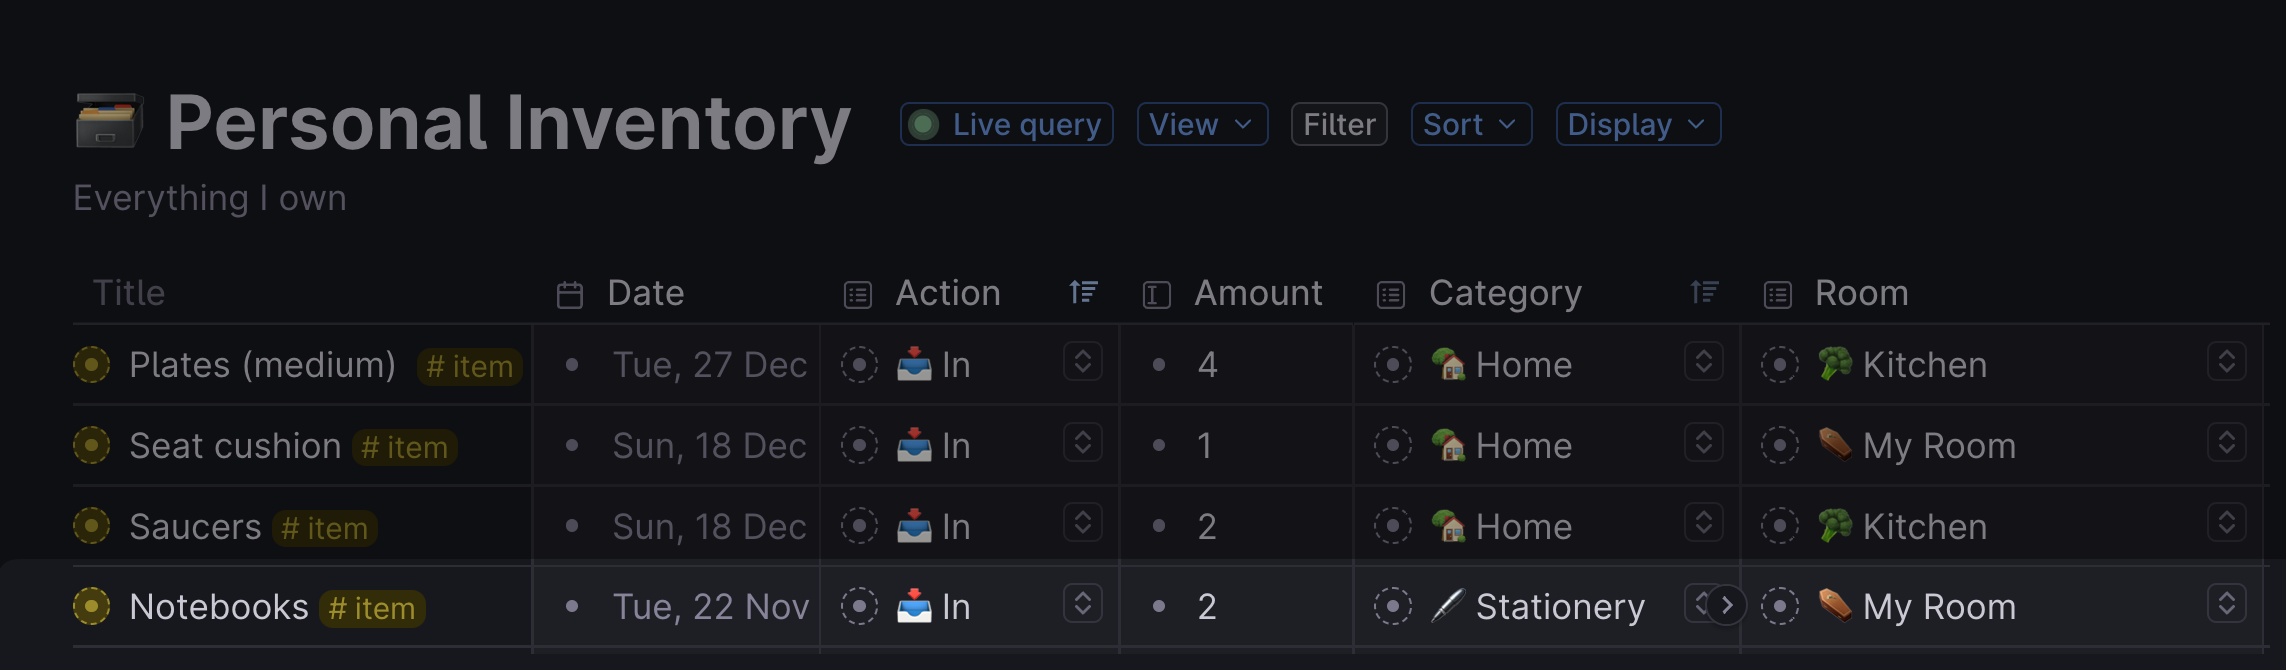 Personal Inventory Live query View Filter Sort Display
Everything I own
Title Date Action Amount Category Room
Plates (medium) # item Tue, 27 Dec In 4 Home Kitchen
Seat cushion # item Sun, 18 Dec In 1 Home My Room
Saucers # item Sun, 18 Dec In 2 Home Kitchen
Notebooks # item Tue, 22 Nov In 2 Stationery My Room